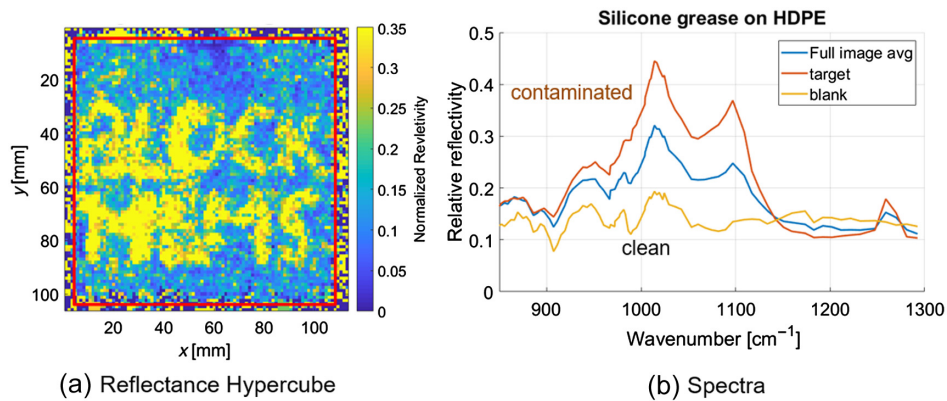 Silicone grease on HDPE
0.35
0.3
0.25
0.2
0.15
0.1
0.05
0
Normalized Revletivity
20
40
60
80
100
y [mm]
20 40 60 80 100
x [mm]
(a) Reflectance Hypercube
0.5
0.4
0.3
0.2
0.1
0
Relative reflectivity
Full image avg
target
blank
contaminated
clean
900 1000 1100 1200 1300
Wavenumber [cm⁻¹]
(b) Spectra